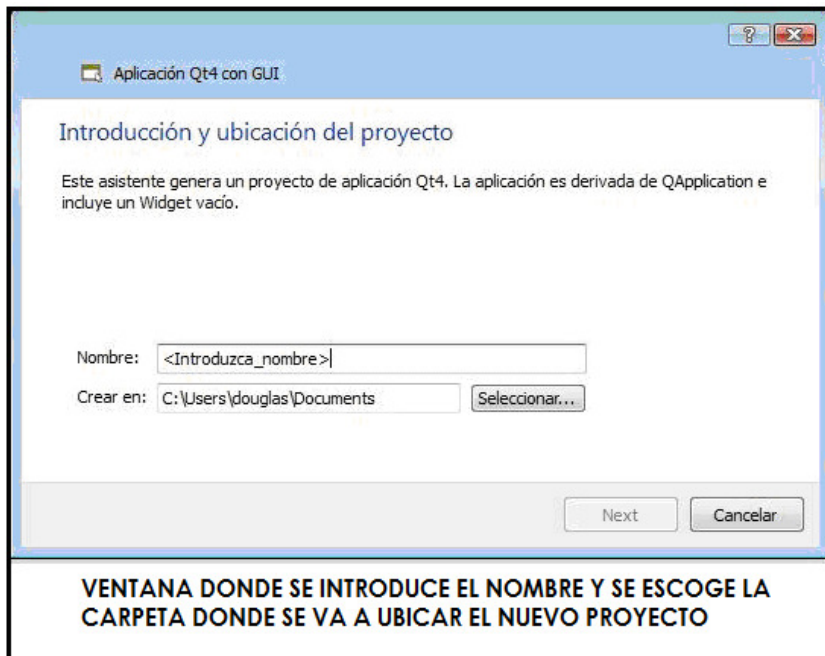 Aplicación Qt4 con GUI
Introducción y ubicación del proyecto
Este asistente genera un proyecto de aplicación Qt4. La aplicación es derivada de QApplication e
incluye un Widget vacío.
Nombre: <Introduzca_nombre>
Crear en: C:\Users\douglas\Documents Seleccionar...
Next Cancelar
VENTANA DONDE SE INTRODUCE EL NOMBRE Y SE ESCOGE LA
CARPETA DONDE SE VA A UBICAR EL NUEVO PROYECTO